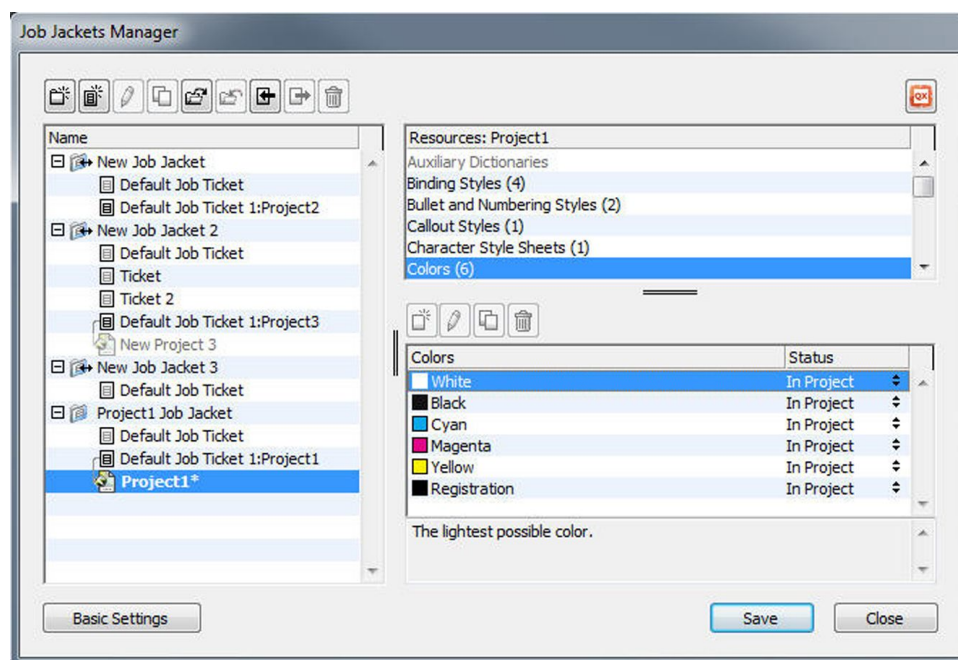 Job Jackets Manager
QX
Name
New Job Jacket
Default Job Ticket
Default Job Ticket 1:Project2
New Job Jacket 2
Default Job Ticket
Ticket
Ticket 2
Default Job Ticket 1:Project3
New Project 3
New Job Jacket 3
Default Job Ticket
Project1 Job Jacket
Default Job Ticket
Default Job Ticket 1:Project1
Project1*
Resources: Project1
Auxiliary Dictionaries
Binding Styles (4)
Bullet and Numbering Styles (2)
Callout Styles (1)
Character Style Sheets (1)
Colors (6)
Colors Status
White In Project
Black In Project
Cyan In Project
Magenta In Project
Yellow In Project
Registration In Project
The lightest possible color.
Basic Settings
Save
Close